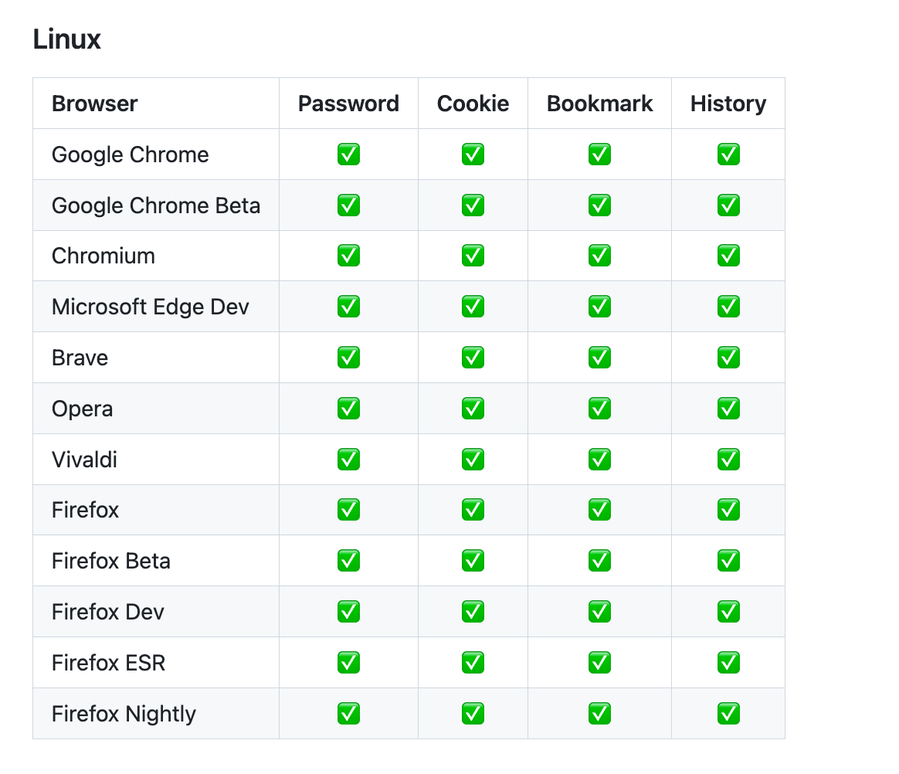 Linux
Browser Password Cookie Bookmark History
Google Chrome ✅ ✅ ✅ ✅
Google Chrome Beta ✅ ✅ ✅ ✅
Chromium ✅ ✅ ✅ ✅
Microsoft Edge Dev ✅ ✅ ✅ ✅
Brave ✅ ✅ ✅ ✅
Opera ✅ ✅ ✅ ✅
Vivaldi ✅ ✅ ✅ ✅
Firefox ✅ ✅ ✅ ✅
Firefox Beta ✅ ✅ ✅ ✅
Firefox Dev ✅ ✅ ✅ ✅
Firefox ESR ✅ ✅ ✅ ✅
Firefox Nightly ✅ ✅ ✅ ✅